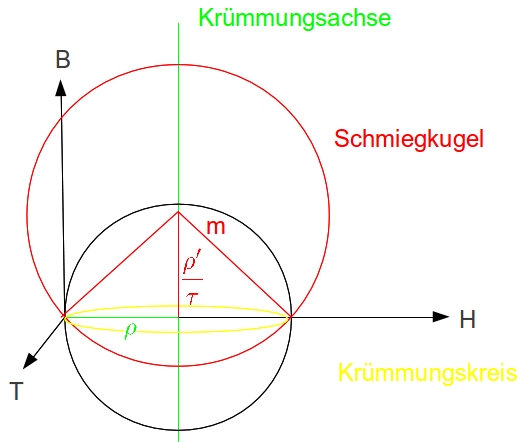 Krümmungsachse
B
Schmiegkugel
m
ρ′
τ
H
ρ
Krümmungskreis
T